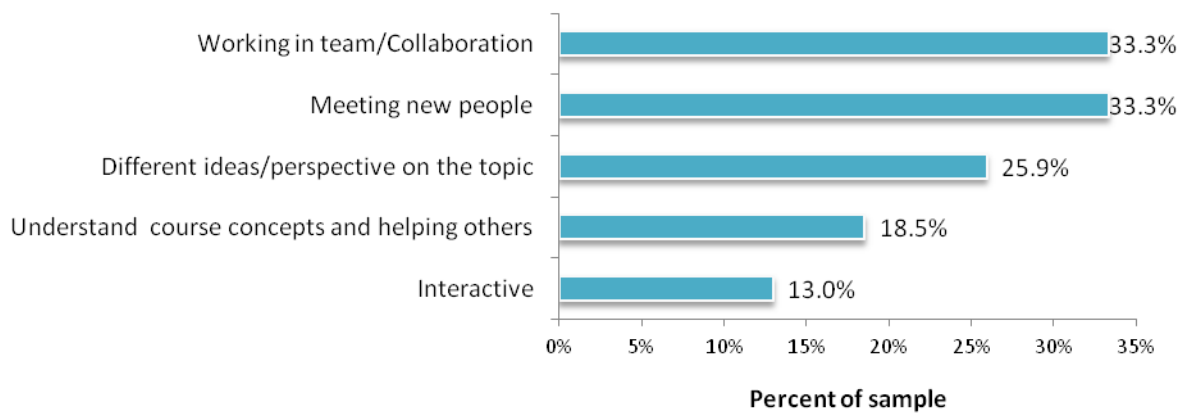 Working in team/Collaboration
33.3%
Meeting new people
33.3%
Different ideas/perspective on the topic
25.9%
Understand  course concepts and helping others
18.5%
Interactive
13.0%
0% 5% 10% 15% 20% 25% 30% 35%
Percent of sample